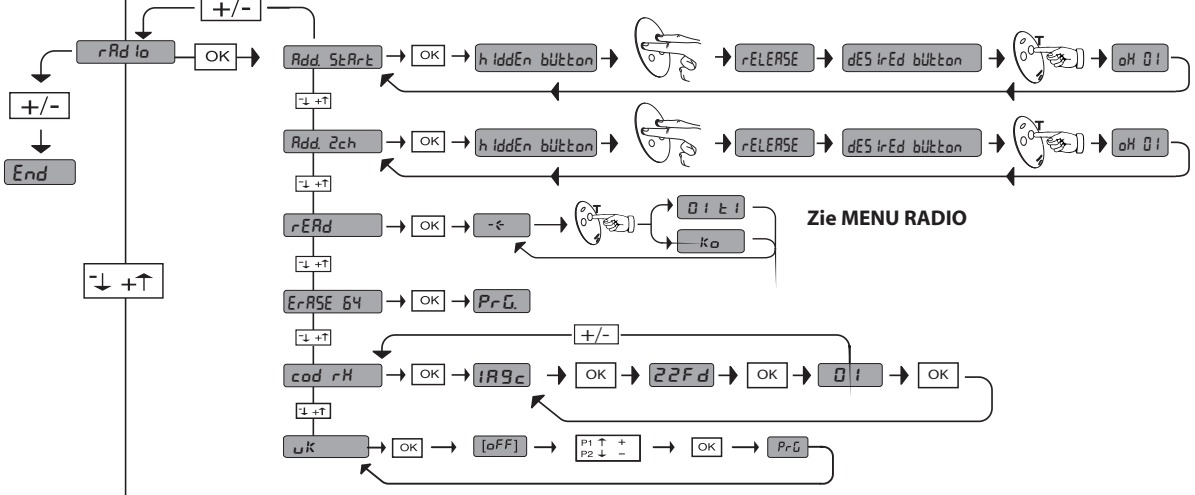 +/-
rAdIo
OK
Add. StArt
OK
hIddEn bUtton
rELEASE
dESIrEd bUtton
T
oK 01
+/-
-↓ +↑
End
Add. 2ch
OK
hIddEn bUtton
rELEASE
dESIrEd bUtton
T
oK 01
-↓ +↑
rEAd
OK
-<-
T
01 t1
Ko
Zie MENU RADIO
-↓ +↑
-↓ +↑
ErASE 64
OK
PrG.
-↓ +↑
+/-
cod rX
OK
1A9c
OK
22Fd
OK
01
OK
-↓ +↑
uK
OK
[oFF]
P1 ↑ +
P2 ↓ -
OK
PrG